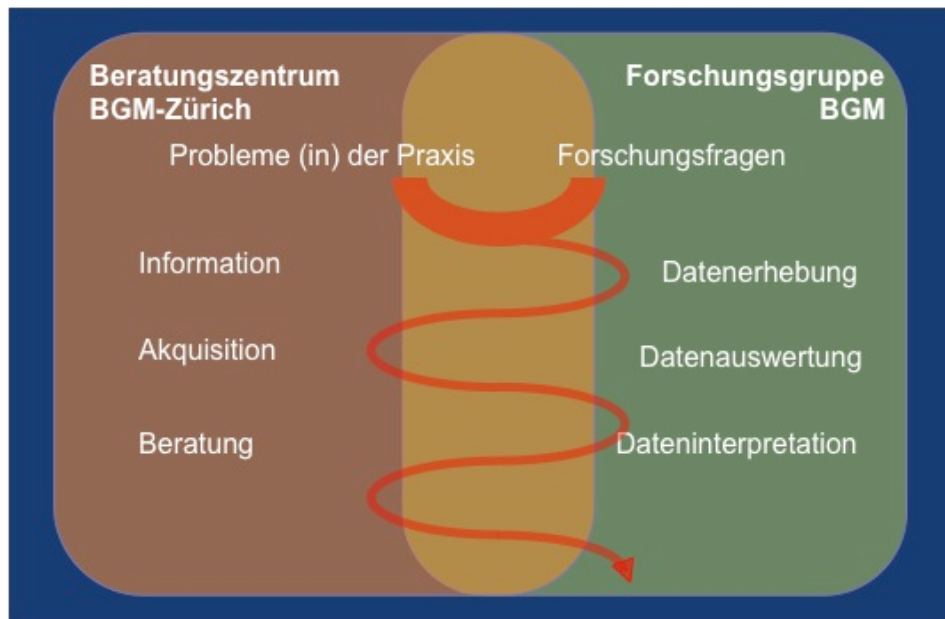 Beratungszentrum
BGM-Zürich
Forschungsgruppe
BGM
Probleme (in) der Praxis
Forschungsfragen
Information
Datenerhebung
Akquisition
Datenauswertung
Beratung
Dateninterpretation